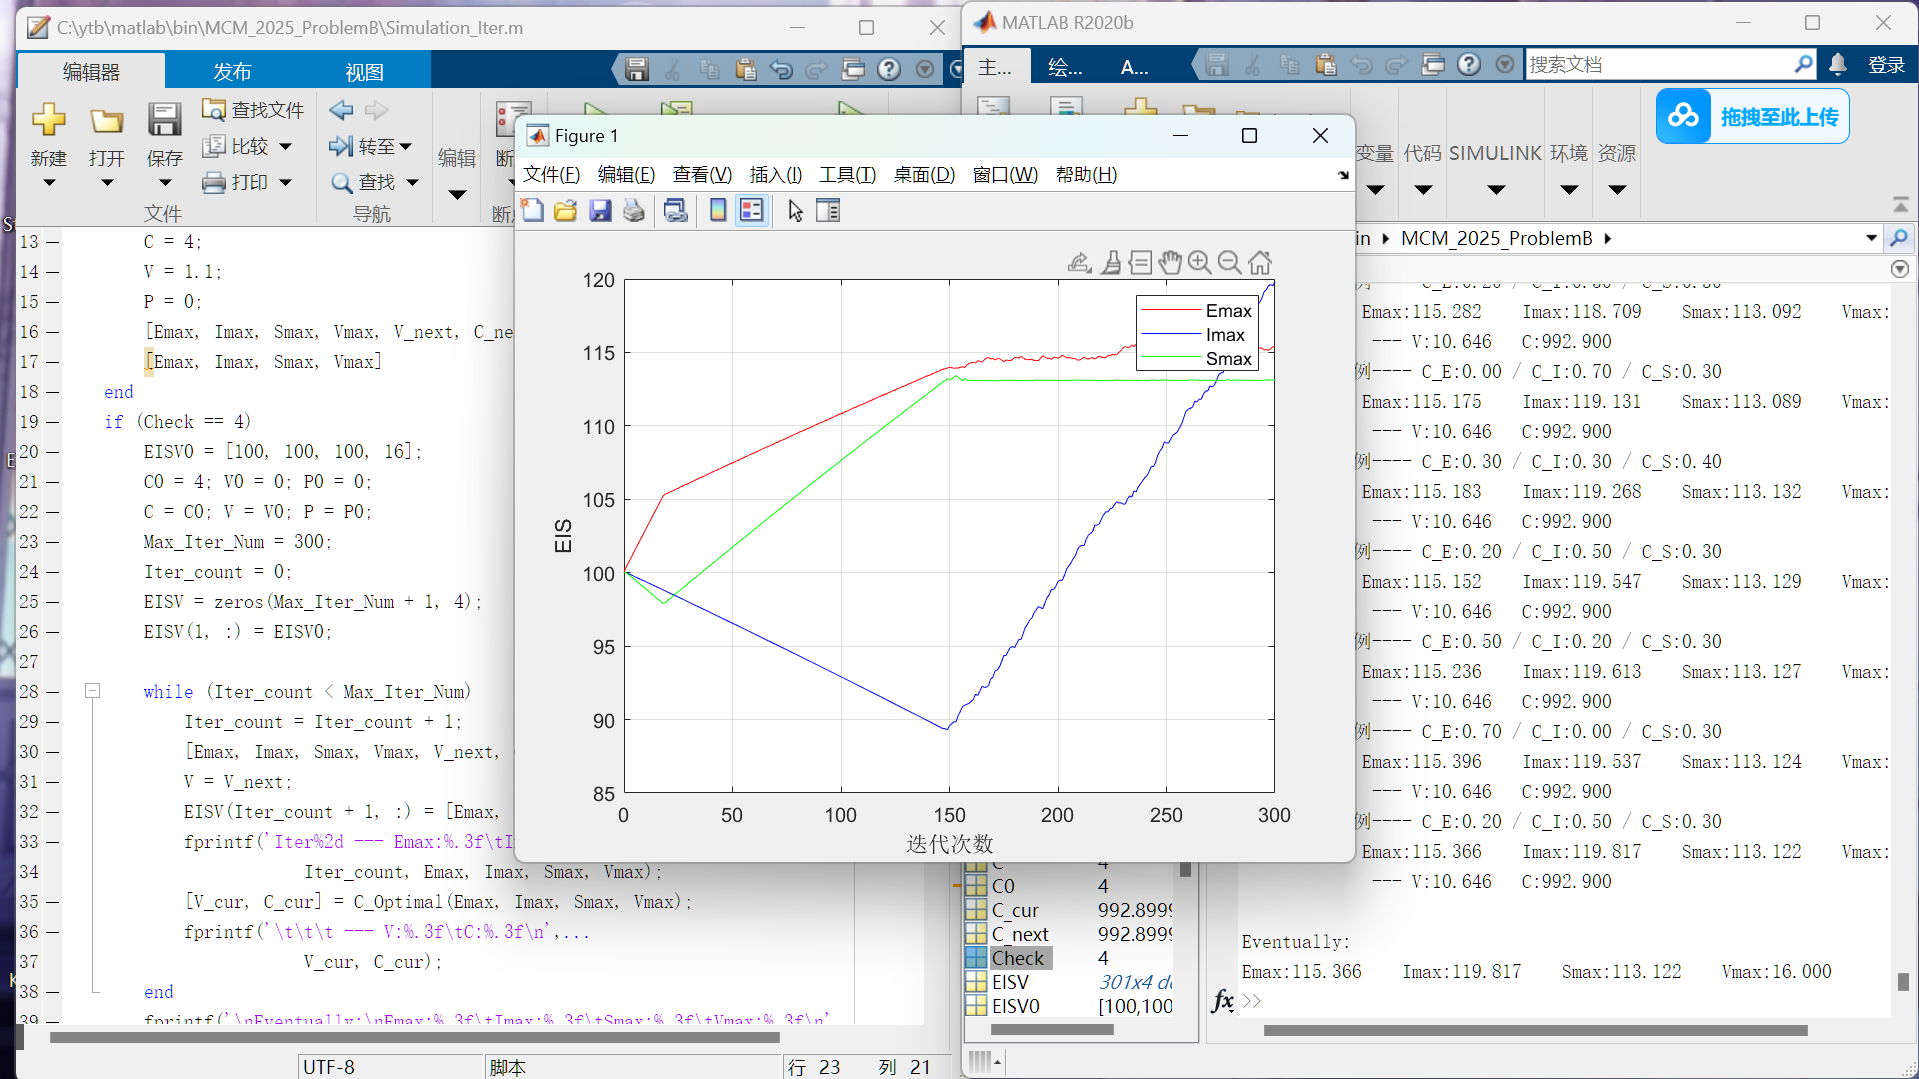 C:\ytb\matlab\bin\MCM_2025_ProblemB\Simulation_Iter.m
编辑器 发布 视图
新建 打开 保存
查找文件
比较
打印
文件
转至
查找
导航
编辑
断
13 C = 4;
14 V = 1.1;
15 P = 0;
16 [Emax, Imax, Smax, Vmax, V_next, C_ne
17 [Emax, Imax, Smax, Vmax]
18 end
19 if (Check == 4)
20 EISV0 = [100, 100, 100, 16];
21 C0 = 4; V0 = 0; P0 = 0;
22 C = C0; V = V0; P = P0;
23 Max_Iter_Num = 300;
24 Iter_count = 0;
25 EISV = zeros(Max_Iter_Num + 1, 4);
26 EISV(1, :) = EISV0;
27
28 while (Iter_count < Max_Iter_Num)
29 Iter_count = Iter_count + 1;
30 [Emax, Imax, Smax, Vmax, V_next,
31 V = V_next;
32 EISV(Iter_count + 1, :) = [Emax,
33 fprintf('Iter%2d --- Emax:%.3f\tI
34 Iter_count, Emax, Imax, Smax, Vmax);
35 [V_cur, C_cur] = C_Optimal(Emax, Imax, Smax, Vmax);
36 fprintf('\t\t\t --- V:%.3f\tC:%.3f\n',...
37 V_cur, C_cur);
38 end
39 fprintf('\nEventually:\nEmax:%.3f\tImax:%.3f\tSmax:%.3f\tVmax:%.3f\n'
UTF-8 脚本 行 23 列 21
Figure 1
文件(F) 编辑(E) 查看(V) 插入(I) 工具(T) 桌面(D) 窗口(W) 帮助(H)
120
115
110
105
100
95
90
85
EIS
0 50 100 150 200 250 300
迭代次数
Emax
Imax
Smax
MATLAB R2020b
主... 绘... A...
搜索文档
登录
拖拽至此上传
变量 代码 SIMULINK 环境 资源
in MCM_2025_ProblemB
例---- C_E:0.20 / C_I:0.50 / C_S:0.30
Emax:115.282 Imax:118.709 Smax:113.092 Vmax:
--- V:10.646 C:992.900
例---- C_E:0.00 / C_I:0.70 / C_S:0.30
Emax:115.175 Imax:119.131 Smax:113.089 Vmax:
--- V:10.646 C:992.900
例---- C_E:0.30 / C_I:0.30 / C_S:0.40
Emax:115.183 Imax:119.268 Smax:113.132 Vmax:
--- V:10.646 C:992.900
例---- C_E:0.20 / C_I:0.50 / C_S:0.30
Emax:115.152 Imax:119.547 Smax:113.129 Vmax:
--- V:10.646 C:992.900
例---- C_E:0.50 / C_I:0.20 / C_S:0.30
Emax:115.236 Imax:119.613 Smax:113.127 Vmax:
--- V:10.646 C:992.900
例---- C_E:0.70 / C_I:0.00 / C_S:0.30
Emax:115.396 Imax:119.537 Smax:113.124 Vmax:
--- V:10.646 C:992.900
例---- C_E:0.20 / C_I:0.50 / C_S:0.30
Emax:115.366 Imax:119.817 Smax:113.122 Vmax:
--- V:10.646 C:992.900
Eventually:
Emax:115.366 Imax:119.817 Smax:113.122 Vmax:16.000
fx >>
C 4
C0 4
C_cur 992.8999
C_next 992.8999
Check 4
EISV 301x4 do
EISV0 [100,100